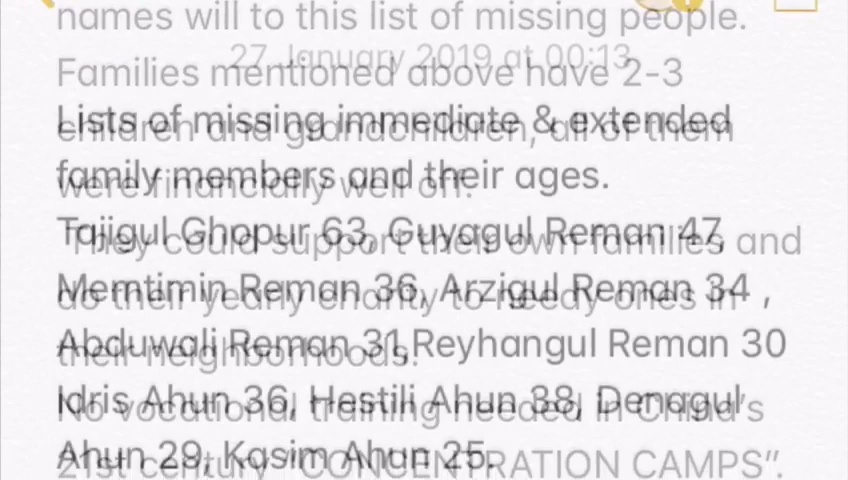 names will to this list of missing people.
27 January 2019 at 00:13
Families mentioned above have 2-3
Lists of missing immediate & extended
children and grandchildren, all of them
family members and their ages.
were financially well off.
Tajigul Ghopur 63, Guyagul Reman 47,
They could support their own families and
Memtimin Reman 36, Arzigul Reman 34 ,
do their yearly charity to needy ones in
Abduwali Reman 31,Reyhangul Reman 30
their neighborhoods.
Idris Ahun 36, Hestili Ahun 38, Denagul
No vocational training needed in China's
Ahun 29, Kasim Ahun 25.
21st century "CONCENTRATION CAMPS".